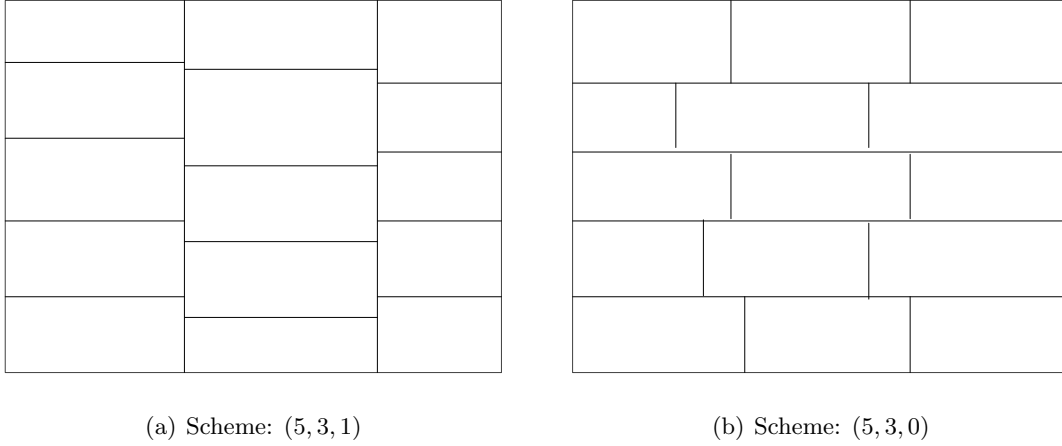 (a) Scheme: (5, 3, 1)
(b) Scheme: (5, 3, 0)